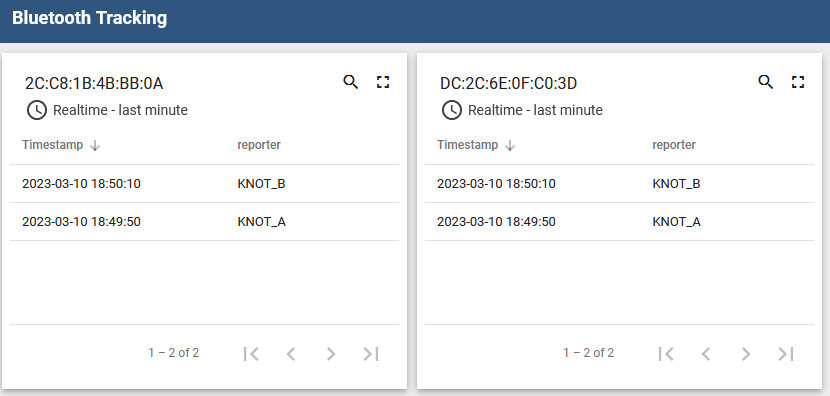 Bluetooth Tracking
2C:C8:1B:4B:BB:0A
Realtime - last minute
Timestamp reporter
2023-03-10 18:50:10 KNOT_B
2023-03-10 18:49:50 KNOT_A
1 – 2 of 2
DC:2C:6E:0F:C0:3D
Realtime - last minute
Timestamp reporter
2023-03-10 18:50:10 KNOT_B
2023-03-10 18:49:50 KNOT_A
1 – 2 of 2